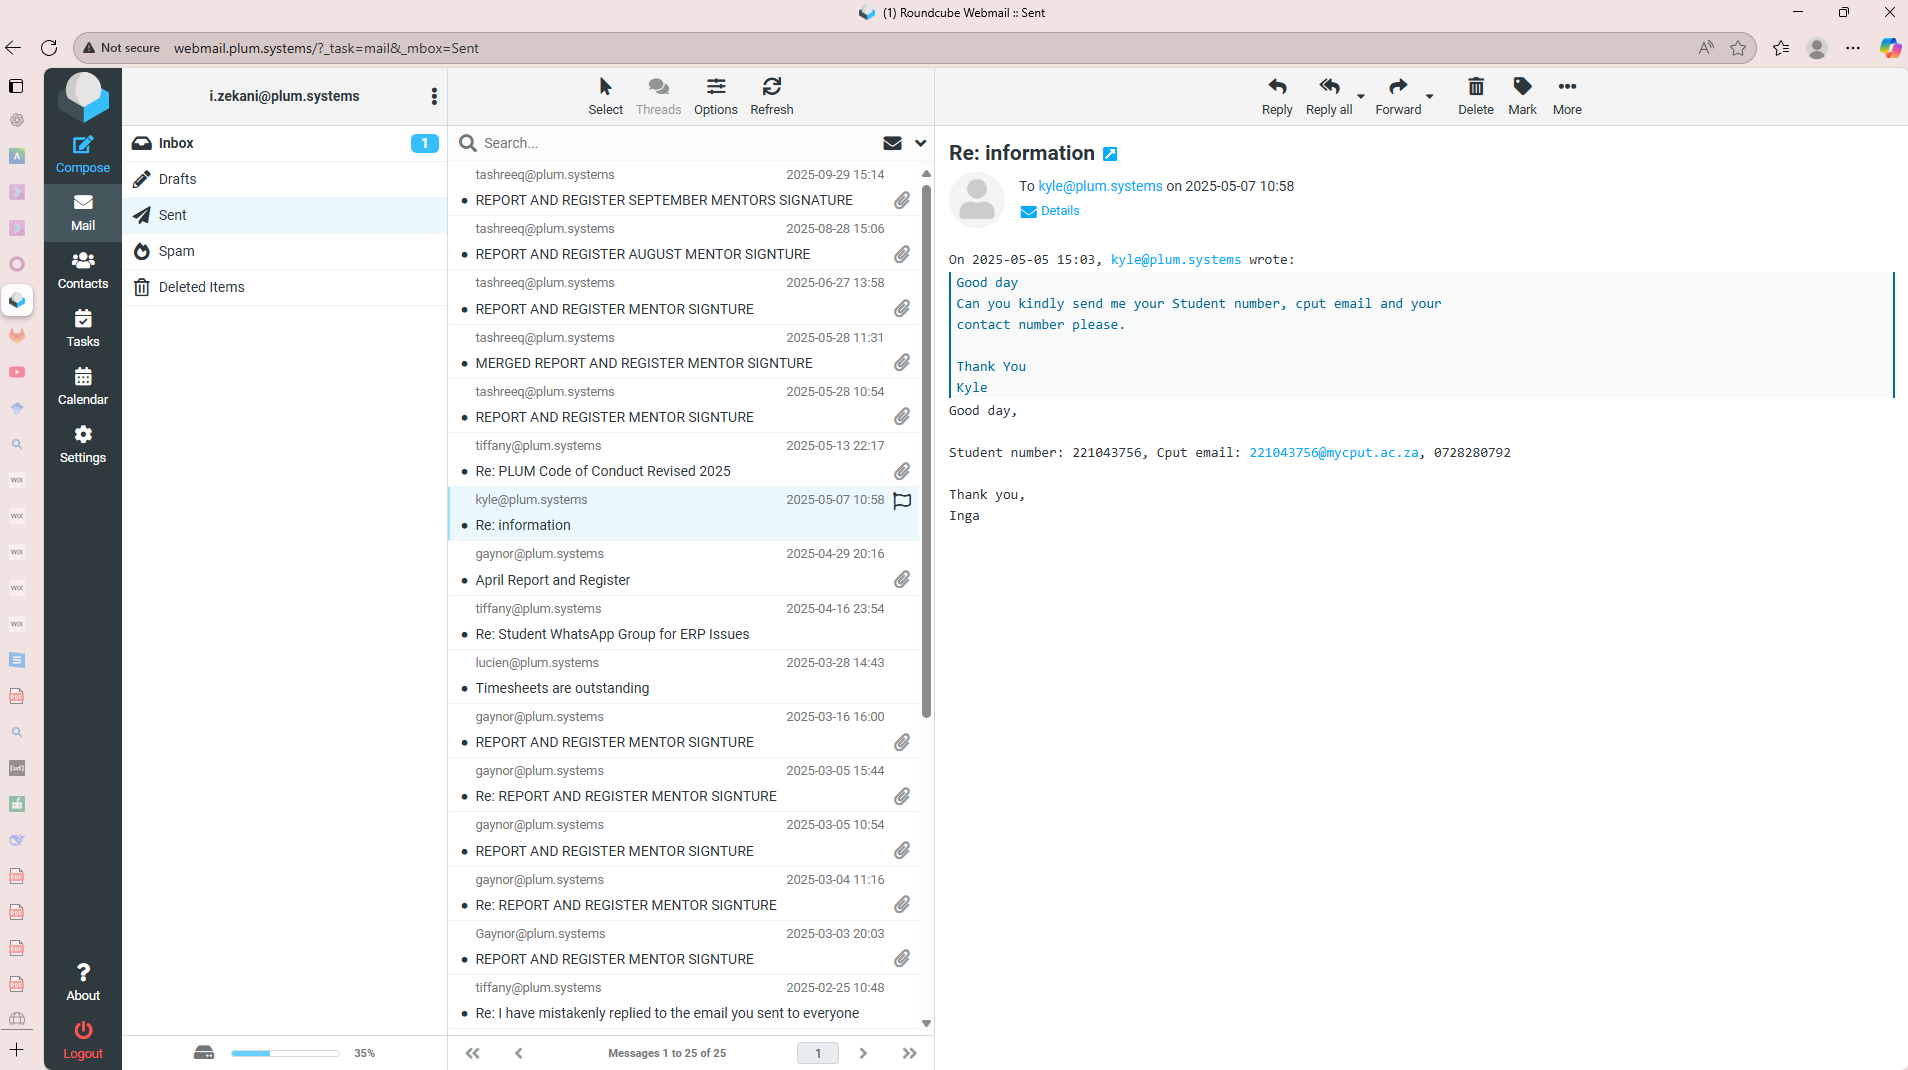 (1) Roundcube Webmail :: Sent
Not secure
webmail.plum.systems/?_task=mail&_mbox=Sent
Compose
Mail
Contacts
Tasks
Calendar
Settings
About
Logout
i.zekani@plum.systems
Inbox
1
Drafts
Sent
Spam
Deleted Items
35%
Select
Threads
Options
Refresh
Search...
tashreeq@plum.systems 2025-09-29 15:14
REPORT AND REGISTER SEPTEMBER MENTORS SIGNATURE
tashreeq@plum.systems 2025-08-28 15:06
REPORT AND REGISTER AUGUST MENTOR SIGNTURE
tashreeq@plum.systems 2025-06-27 13:58
REPORT AND REGISTER MENTOR SIGNTURE
tashreeq@plum.systems 2025-05-28 11:31
MERGED REPORT AND REGISTER MENTOR SIGNTURE
tashreeq@plum.systems 2025-05-28 10:54
REPORT AND REGISTER MENTOR SIGNTURE
tiffany@plum.systems 2025-05-13 22:17
Re: PLUM Code of Conduct Revised 2025
kyle@plum.systems 2025-05-07 10:58
Re: information
gaynor@plum.systems 2025-04-29 20:16
April Report and Register
tiffany@plum.systems 2025-04-16 23:54
Re: Student WhatsApp Group for ERP Issues
lucien@plum.systems 2025-03-28 14:43
Timesheets are outstanding
gaynor@plum.systems 2025-03-16 16:00
REPORT AND REGISTER MENTOR SIGNTURE
gaynor@plum.systems 2025-03-05 15:44
Re: REPORT AND REGISTER MENTOR SIGNTURE
gaynor@plum.systems 2025-03-05 10:54
REPORT AND REGISTER MENTOR SIGNTURE
gaynor@plum.systems 2025-03-04 11:16
Re: REPORT AND REGISTER MENTOR SIGNTURE
Gaynor@plum.systems 2025-03-03 20:03
REPORT AND REGISTER MENTOR SIGNTURE
tiffany@plum.systems 2025-02-25 10:48
Re: I have mistakenly replied to the email you sent to everyone
Messages 1 to 25 of 25
1
Reply
Reply all
Forward
Delete
Mark
More
Re: information
To kyle@plum.systems on 2025-05-07 10:58
Details
On 2025-05-05 15:03, kyle@plum.systems wrote:
Good day
Can you kindly send me your Student number, cput email and your
contact number please.
Thank You
Kyle
Good day,
Student number: 221043756, Cput email: 221043756@mycput.ac.za, 0728280792
Thank you,
Inga
WIX
WIX
WIX
WIX
WIX
PDF
[ud]
PDF
PDF
PDF
PDF